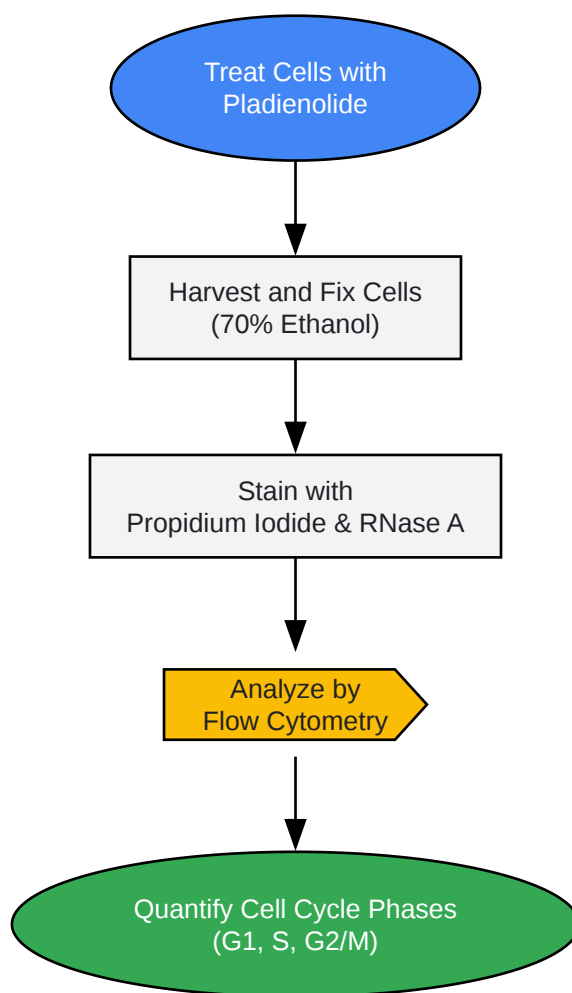 Treat Cells with
Pladienolide
Harvest and Fix Cells
(70% Ethanol)
Stain with
Propidium Iodide & RNase A
Analyze by
Flow Cytometry
Quantify Cell Cycle Phases
(G1, S, G2/M)